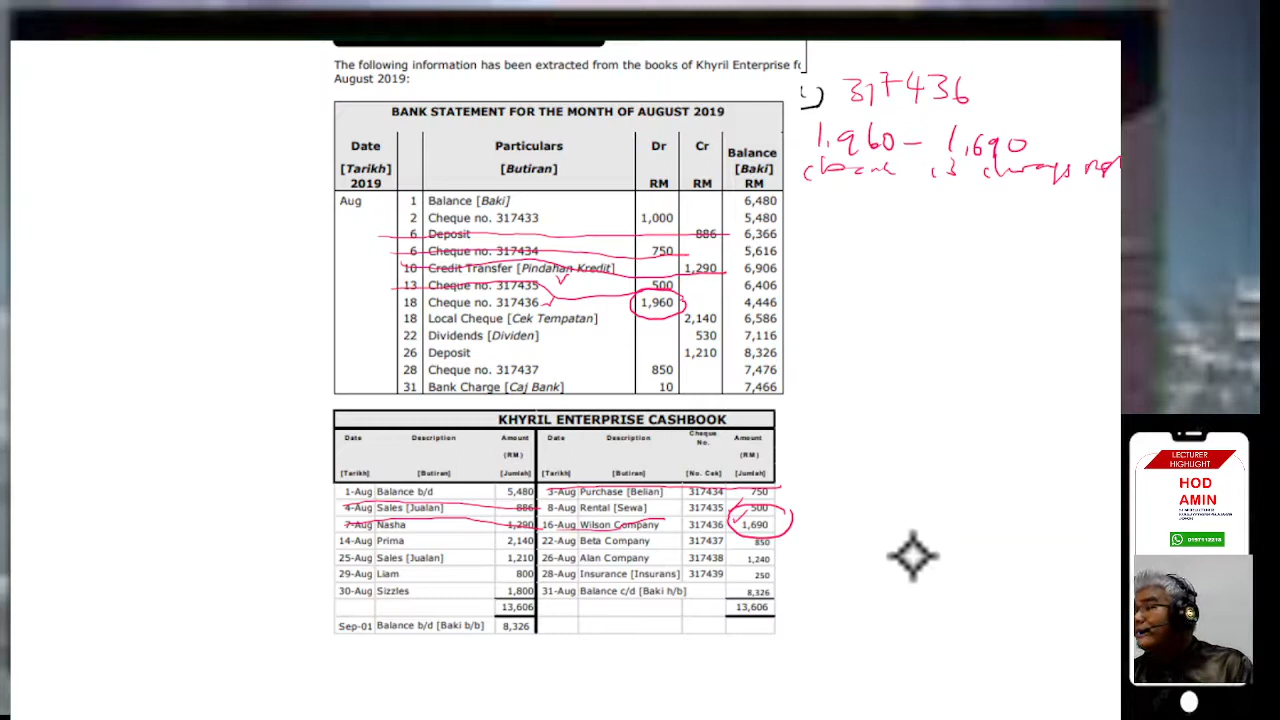 The following information has been extracted from the books of Khyril Enterprise fo
August 2019:
317436
1,960 - 1,690
is always
BANK STATEMENT FOR THE MONTH OF AUGUST 2019
Date Particulars Dr Cr Balance
[Tarikh] [Butiran] [Baki]
2019 RM RM RM
Aug 1 Balance [Baki] 6,480
2 Cheque no. 317433 1,000 5,480
6 Deposit 886 6,366
6 Cheque no. 317434 750 5,616
10 Credit Transfer [Pindahan Kredit] 1,290 6,906
13 Cheque no. 317435 500 6,406
18 Cheque no. 317436 1,960 4,446
18 Local Cheque [Cek Tempatan] 2,140 6,586
22 Dividends [Dividen] 530 7,116
26 Deposit 1,210 8,326
28 Cheque no. 317437 850 7,476
31 Bank Charge [Caj Bank] 10 7,466
KHYRIL ENTERPRISE CASHBOOK
Date Description Amount Date Description Cheque No. Amount
(RM) (RM)
[Tarikh] [Butiran] [Jumlah] [Tarikh] [Butiran] [No. Cek] [Jumlah]
1-Aug Balance b/d 5,480 3-Aug Purchase [Belian] 317434 750
4-Aug Sales [Jualan] 886 8-Aug Rental [Sewa] 317435 500
7-Aug Nasha 1,290 16-Aug Wilson Company 317436 1,690
14-Aug Prima 2,140 22-Aug Beta Company 317437 850
25-Aug Sales [Jualan] 1,210 26-Aug Alan Company 317438 1,240
29-Aug Liam 800 28-Aug Insurance [Insurans] 317439 250
30-Aug Sizzles 1,800 31-Aug Balance c/d [Baki h/b] 8,326
13,606 13,606
Sep-01 Balance b/d [Baki b/b] 8,326
LECTURER
HIGHLIGHT
HOD
AMIN
0197912218